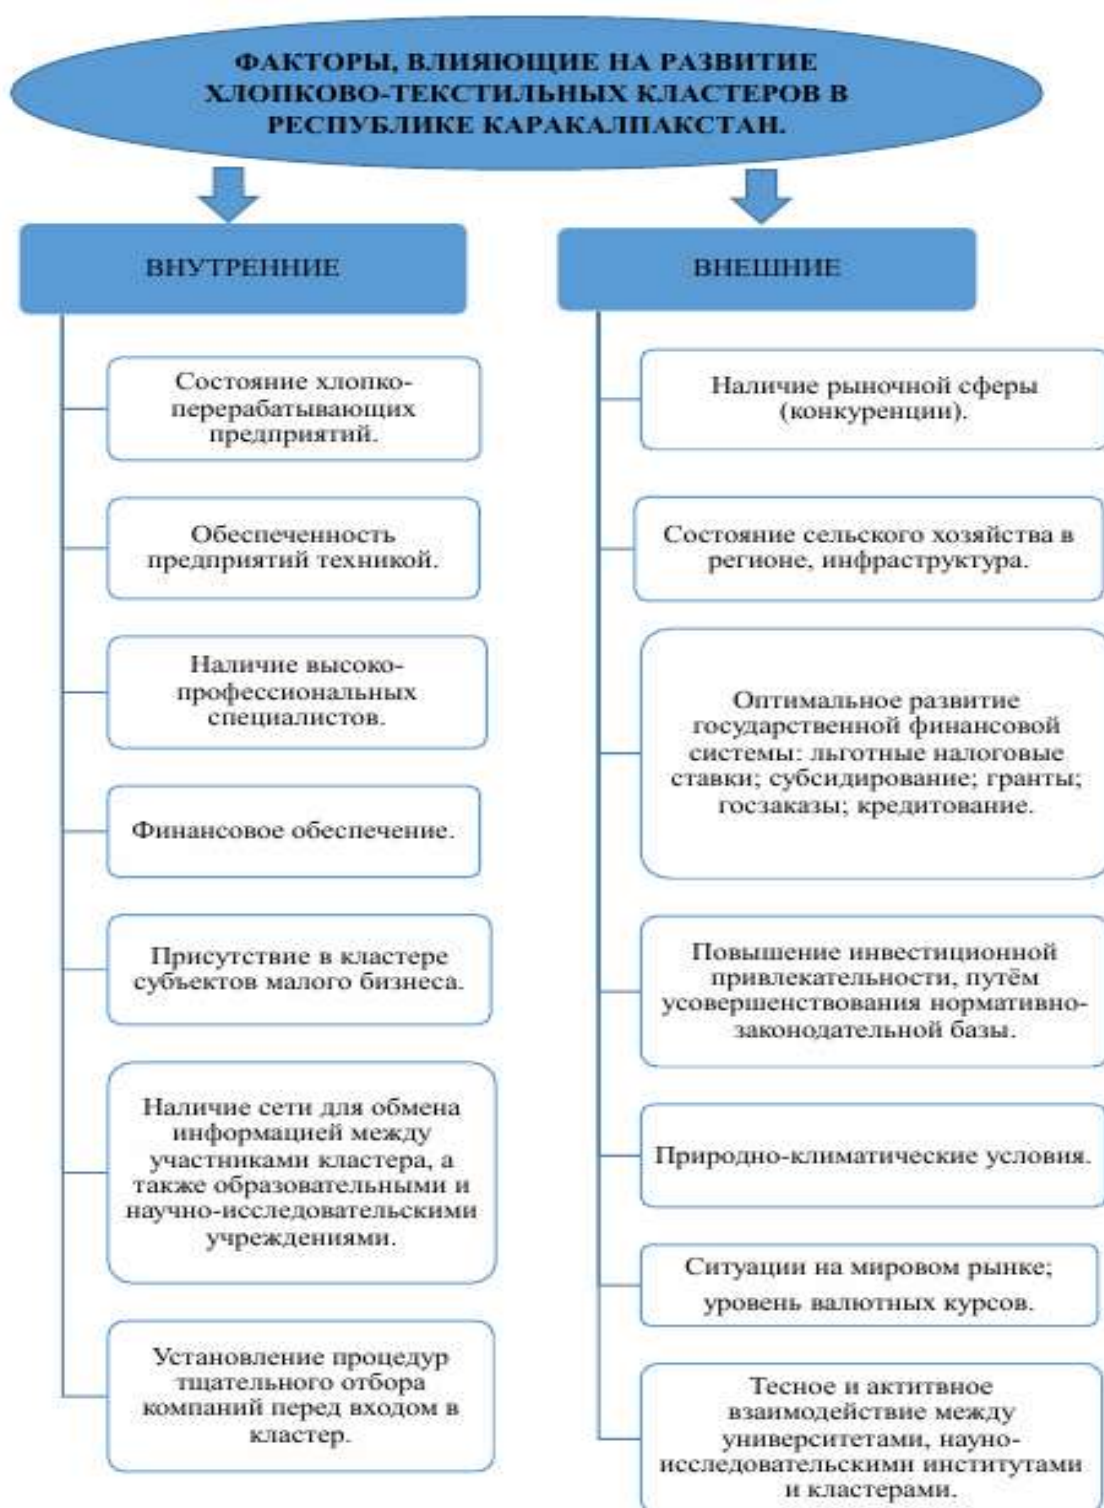 ФАКТОРЫ, ВЛИЯЮЩИЕ НА РАЗВИТИЕ
ХЛОПКОВО-ТЕКСТИЛЬНЫХ КЛАСТЕРОВ В
РЕСПУБЛИКЕ КАРАКАЛПАКСТАН.
ВНУТРЕННИЕ
Состояние хлопко-
перерабатывающих
предприятий.
Обеспеченность
предприятий техникой.
Наличие высоко-
профессиональных
специалистов.
Финансовое обеспечение.
Присутствие в кластере
субъектов малого бизнеса.
Наличие сети для обмена
информацией между
участниками кластера, а
также образовательными и
научно-исследовательскими
учреждениями.
Установление процедур
тщательного отбора
компаний перед входом в
кластер.
ВНЕШНИЕ
Наличие рыночной сферы
(конкуренции).
Состояние сельского хозяйства в
регионе, инфраструктура.
Оптимальное развитие
государственной финансовой
системы: льготные налоговые
ставки; субсидирование; гранты;
госзаказы; кредитование.
Повышение инвестиционной
привлекательности, путём
усовершенствования нормативно-
законодательной базы.
Природно-климатические условия.
Ситуации на мировом рынке;
уровень валютных курсов.
Тесное и актитвное
взаимодействие между
университетами, науно-
исследовательскими институтами
и кластерами.